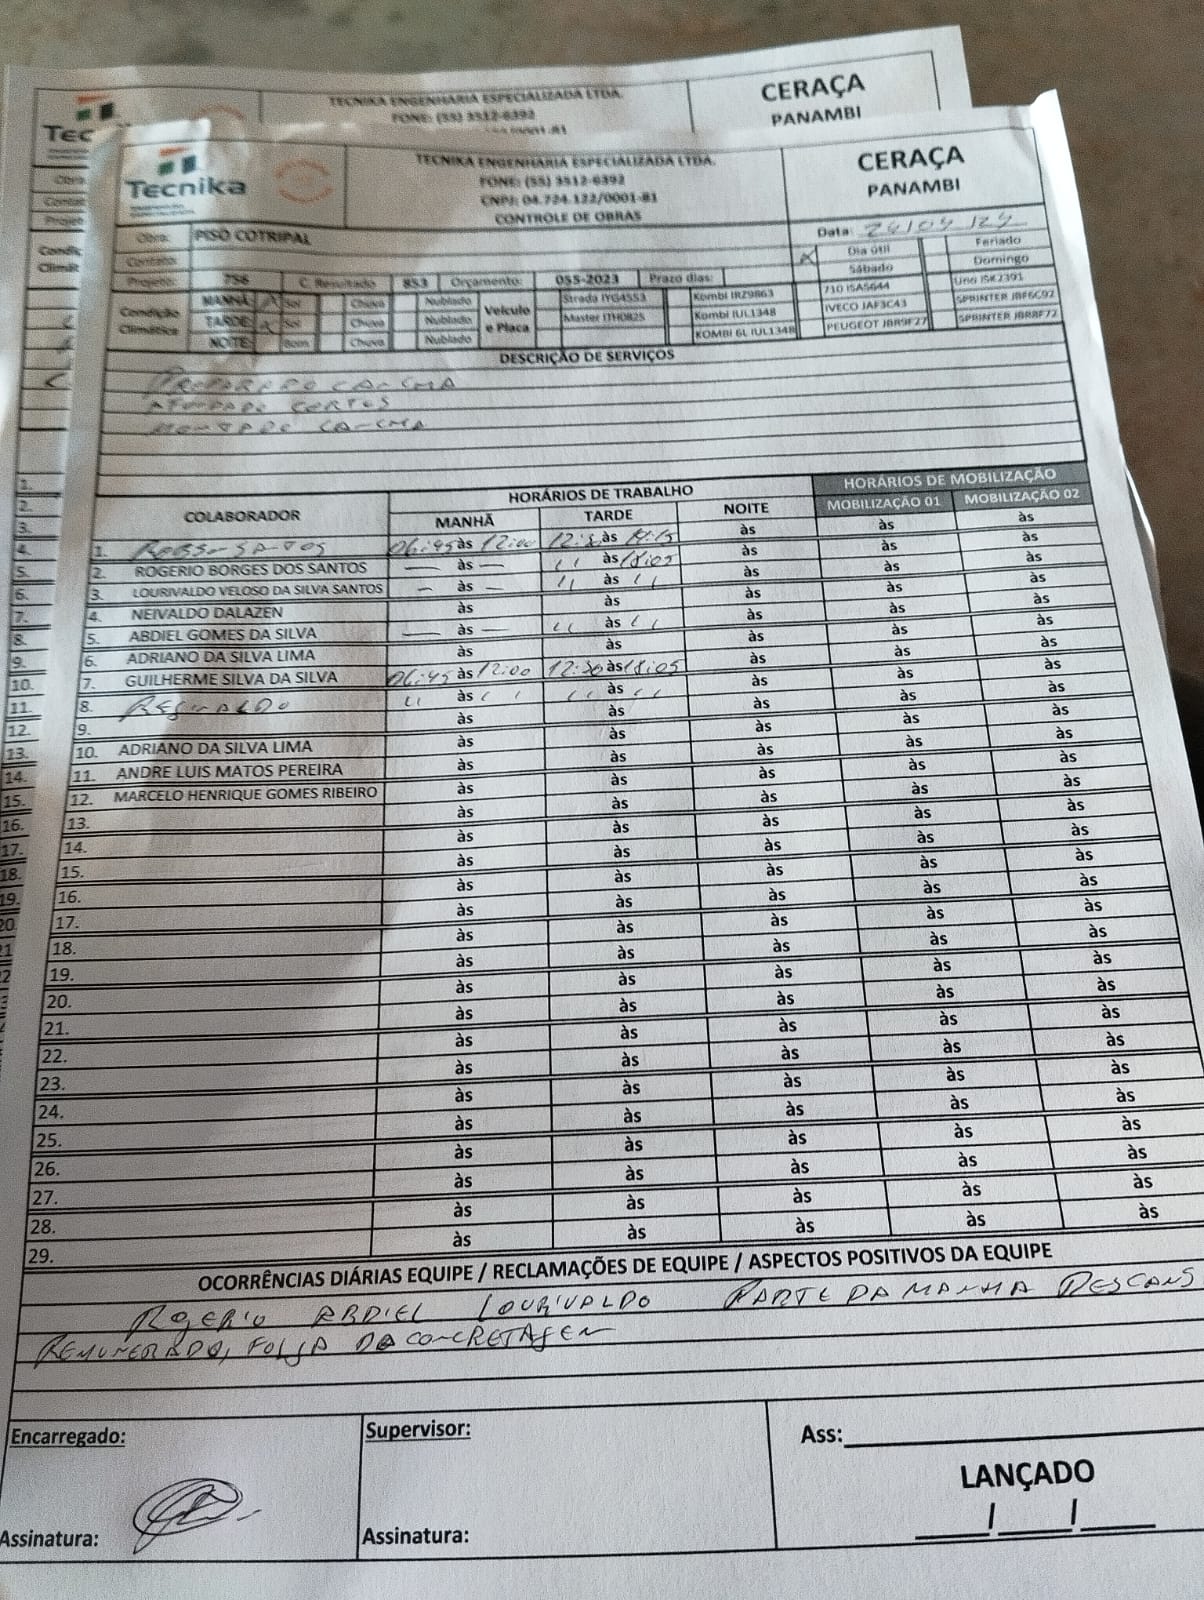 TECNIKA ENGENHARIA ESPECIALIZADA LTDA.
FONE: (55) 3512-6392
CERAÇA
PANAMBI
Tecnika
TECNIKA ENGENHARIA ESPECIALIZADA LTDA.
FONE: (55) 3512-6392
CNPJ: 04.724.122/0001-81
CONTROLE DE OBRAS
CERAÇA
PANAMBI
Obra: PISO COTRIPAL Data: 24/04/24
Contato: X Dia útil Feriado
Sábado Domingo
Projeto: 756 C. Resultado 853 Orçamento: 055-2023 Prazo dias:
Condição Climática MANHÃ X Sol Chuva Nublado
TARDE X Sol Chuva Nublado
NOITE Bom Chuva Nublado
Veículo e Placa Strada IYG4553 Kombi IRZ9863 710 ISA5644 Uno ISK2391
Master ITH0825 Kombi IUL1348 IVECO JAF3C43 SPRINTER JBF6C92
KOMBI 6L IUL1348 PEUGEOT JBR9F27 SPRINTER JBR8F72
DESCRIÇÃO DE SERVIÇOS
PREPARADO CANCHA
CORTES
MONTADO CANCHA
COLABORADOR HORÁRIOS DE TRABALHO HORÁRIOS DE MOBILIZAÇÃO
MANHÃ TARDE NOITE MOBILIZAÇÃO 01 MOBILIZAÇÃO 02
1. SANTOS 06:45 às 12:00 às às às às
2. ROGERIO BORGES DOS SANTOS — às — 11 às 18:05 às às às
3. LOURIVALDO VELOSO DA SILVA SANTOS — às — 11 às 11 às às às
4. NEIVALDO DALAZEN às às às às às
5. ABDIEL GOMES DA SILVA — às — 11 às 11 às às às
6. ADRIANO DA SILVA LIMA às às às às às
7. GUILHERME SILVA DA SILVA 06:45 às 12:00 12:30 às 18:05 às às às
8. REGINALDO 11 às 11 11 às 11 às às às
9. às às às às às
10. ADRIANO DA SILVA LIMA às às às às às
11. ANDRE LUIS MATOS PEREIRA às às às às às
12. MARCELO HENRIQUE GOMES RIBEIRO às às às às às
13. às às às às às
14. às às às às às
15. às às às às às
16. às às às às às
17. às às às às às
18. às às às às às
19. às às às às às
20. às às às às às
21. às às às às às
22. às às às às às
23. às às às às às
24. às às às às às
25. às às às às às
26. às às às às às
27. às às às às às
28. às às às às às
29. às às às às às
OCORRÊNCIAS DIÁRIAS EQUIPE / RECLAMAÇÕES DE EQUIPE / ASPECTOS POSITIVOS DA EQUIPE
ROGERIO ABDIEL LOURIVALDO PARTE DA MANHA DESCANS
REMUNERADO, FOLGA DA CONCRETAGEM
Encarregado: Supervisor: Ass:
LANÇADO
Assinatura: Assinatura: / /